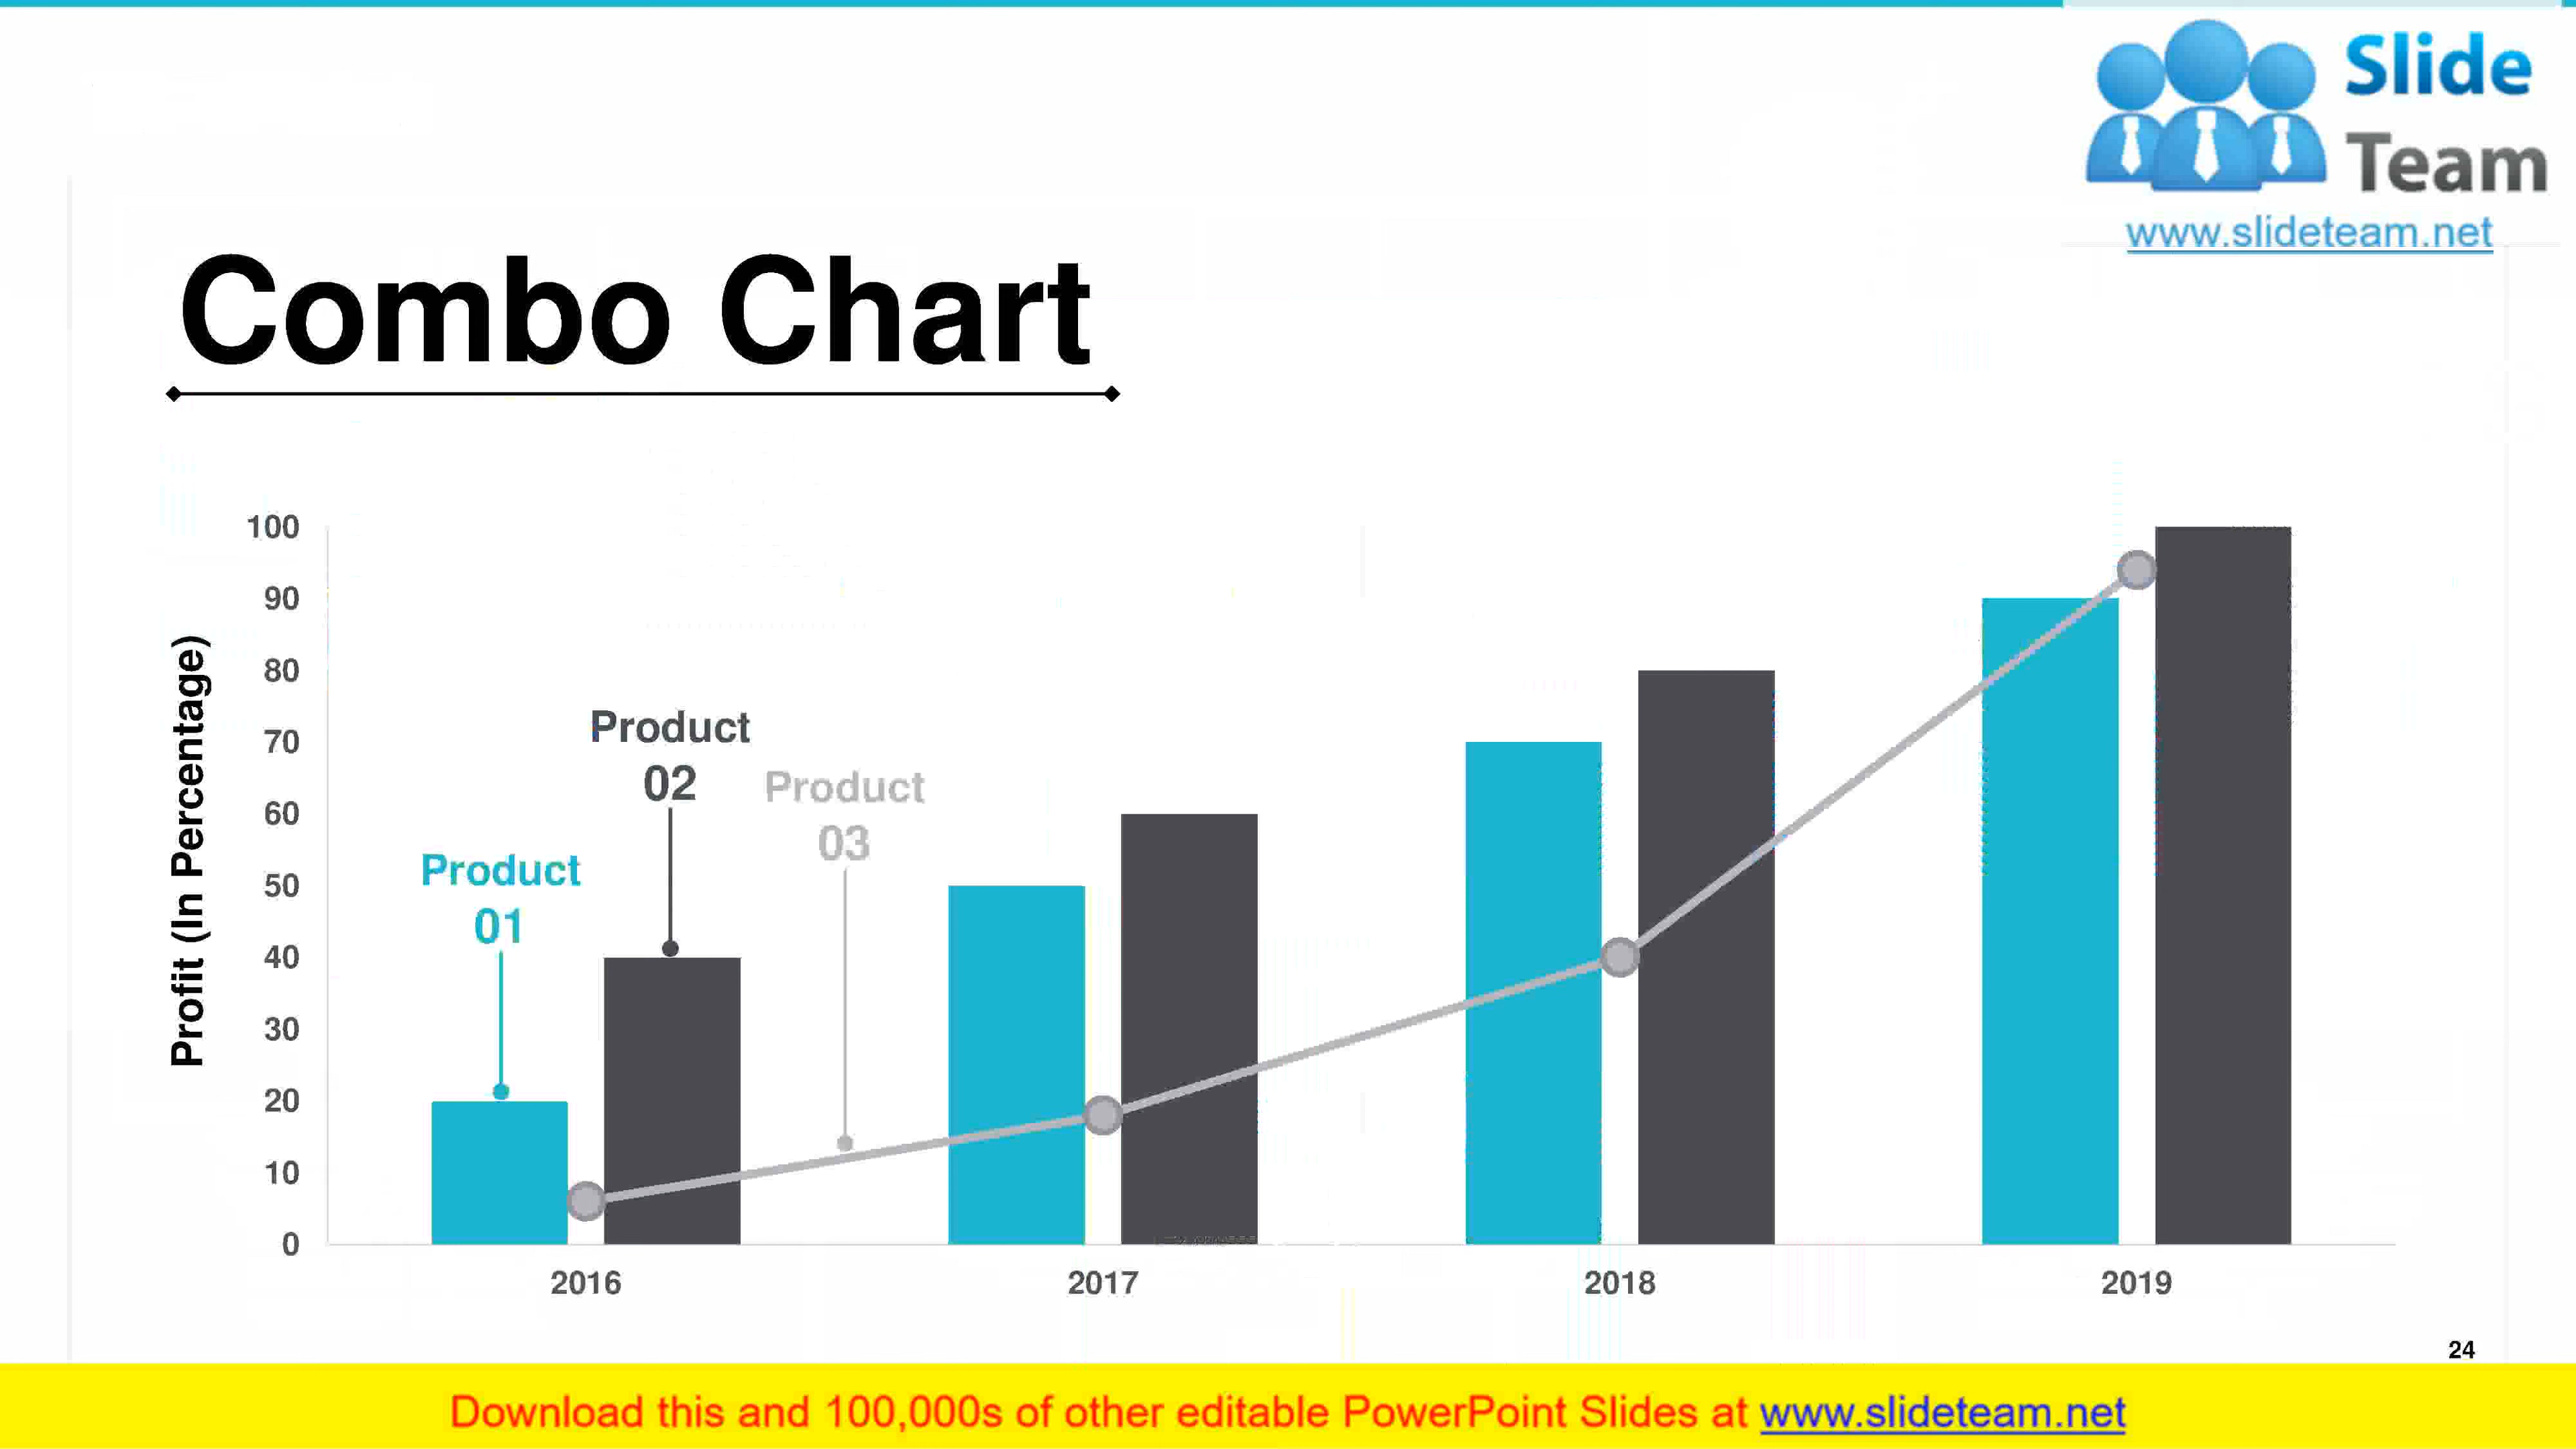 Slide
Team
www.slideteam.net
Combo Chart
Profit (In Percentage)
100
90
80
70
60
50
40
30
20
10
0
Product
01
Product
02
Product
03
2016
2017
2018
2019
24
Download this and 100,000s of other editable PowerPoint Slides at www.slideteam.net